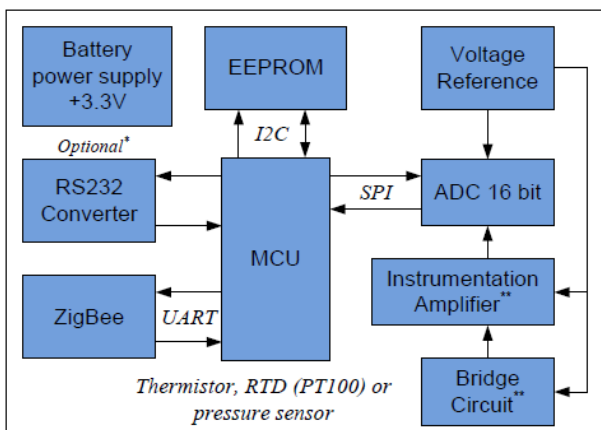 Battery
power supply
+3.3V
EEPROM
Voltage
Reference
Optional*
I2C
RS232
Converter
MCU
SPI
ADC 16 bit
ZigBee
UART
Instrumentation
Amplifier**
Bridge
Circuit**
Thermistor, RTD (PT100) or
pressure sensor